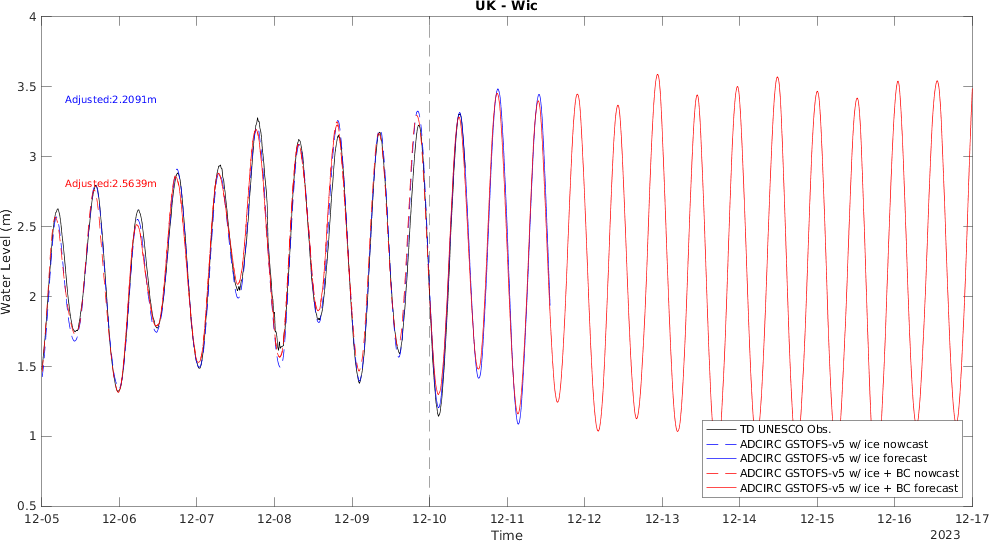 UK - Wic
4
3.5
3
2.5
2
1.5
1
0.5
Water Level (m)
Adjusted:2.2091m
Adjusted:2.5639m
TD UNESCO Obs.
ADCIRC GSTOFS-v5 w/ ice nowcast
ADCIRC GSTOFS-v5 w/ ice forecast
ADCIRC GSTOFS-v5 w/ ice + BC nowcast
ADCIRC GSTOFS-v5 w/ ice + BC forecast
12-05 12-06 12-07 12-08 12-09 12-10 12-11 12-12 12-13 12-14 12-15 12-16 12-17
Time
2023